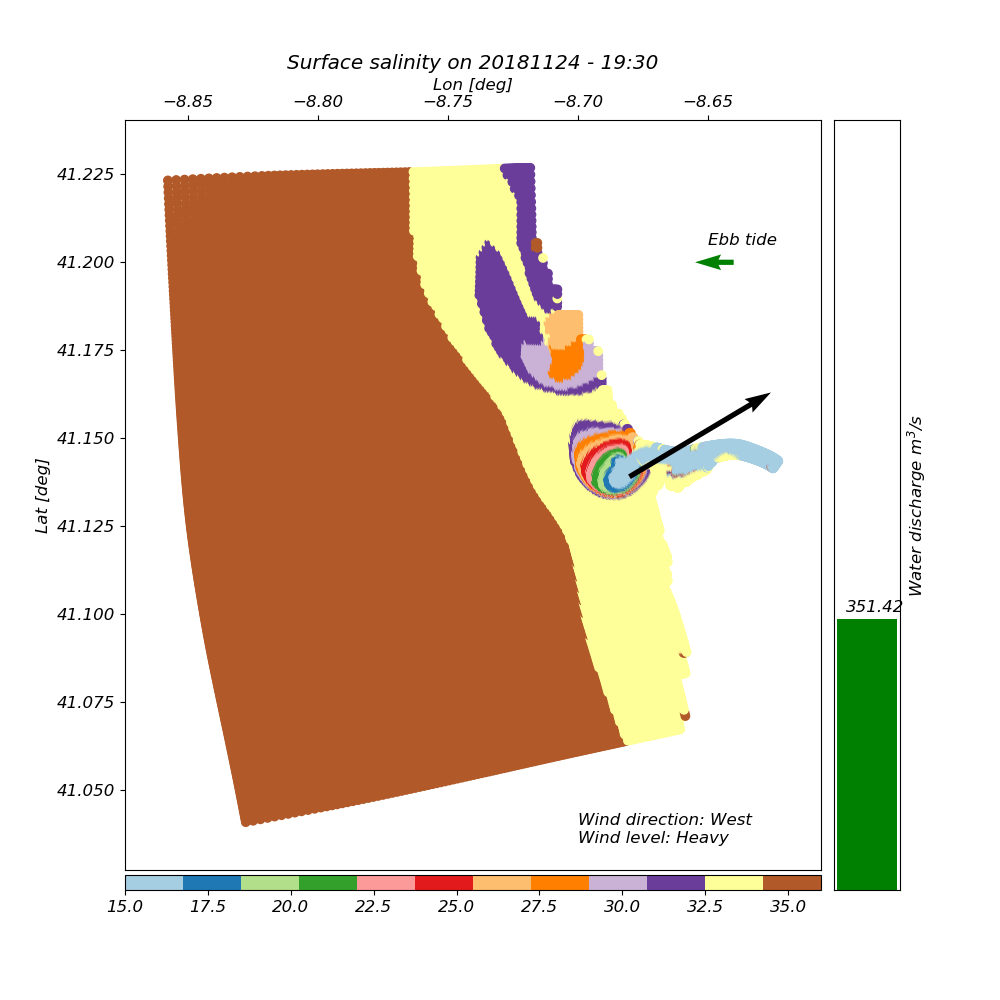 Surface salinity on 20181124 - 19:30
Lon [deg]
−8.85 −8.80 −8.75 −8.70 −8.65
41.225
41.200
41.175
41.150
41.125
41.100
41.075
41.050
Lat [deg]
Ebb tide
Wind direction: West
Wind level: Heavy
351.42
Water discharge m³/s
15.0 17.5 20.0 22.5 25.0 27.5 30.0 32.5 35.0